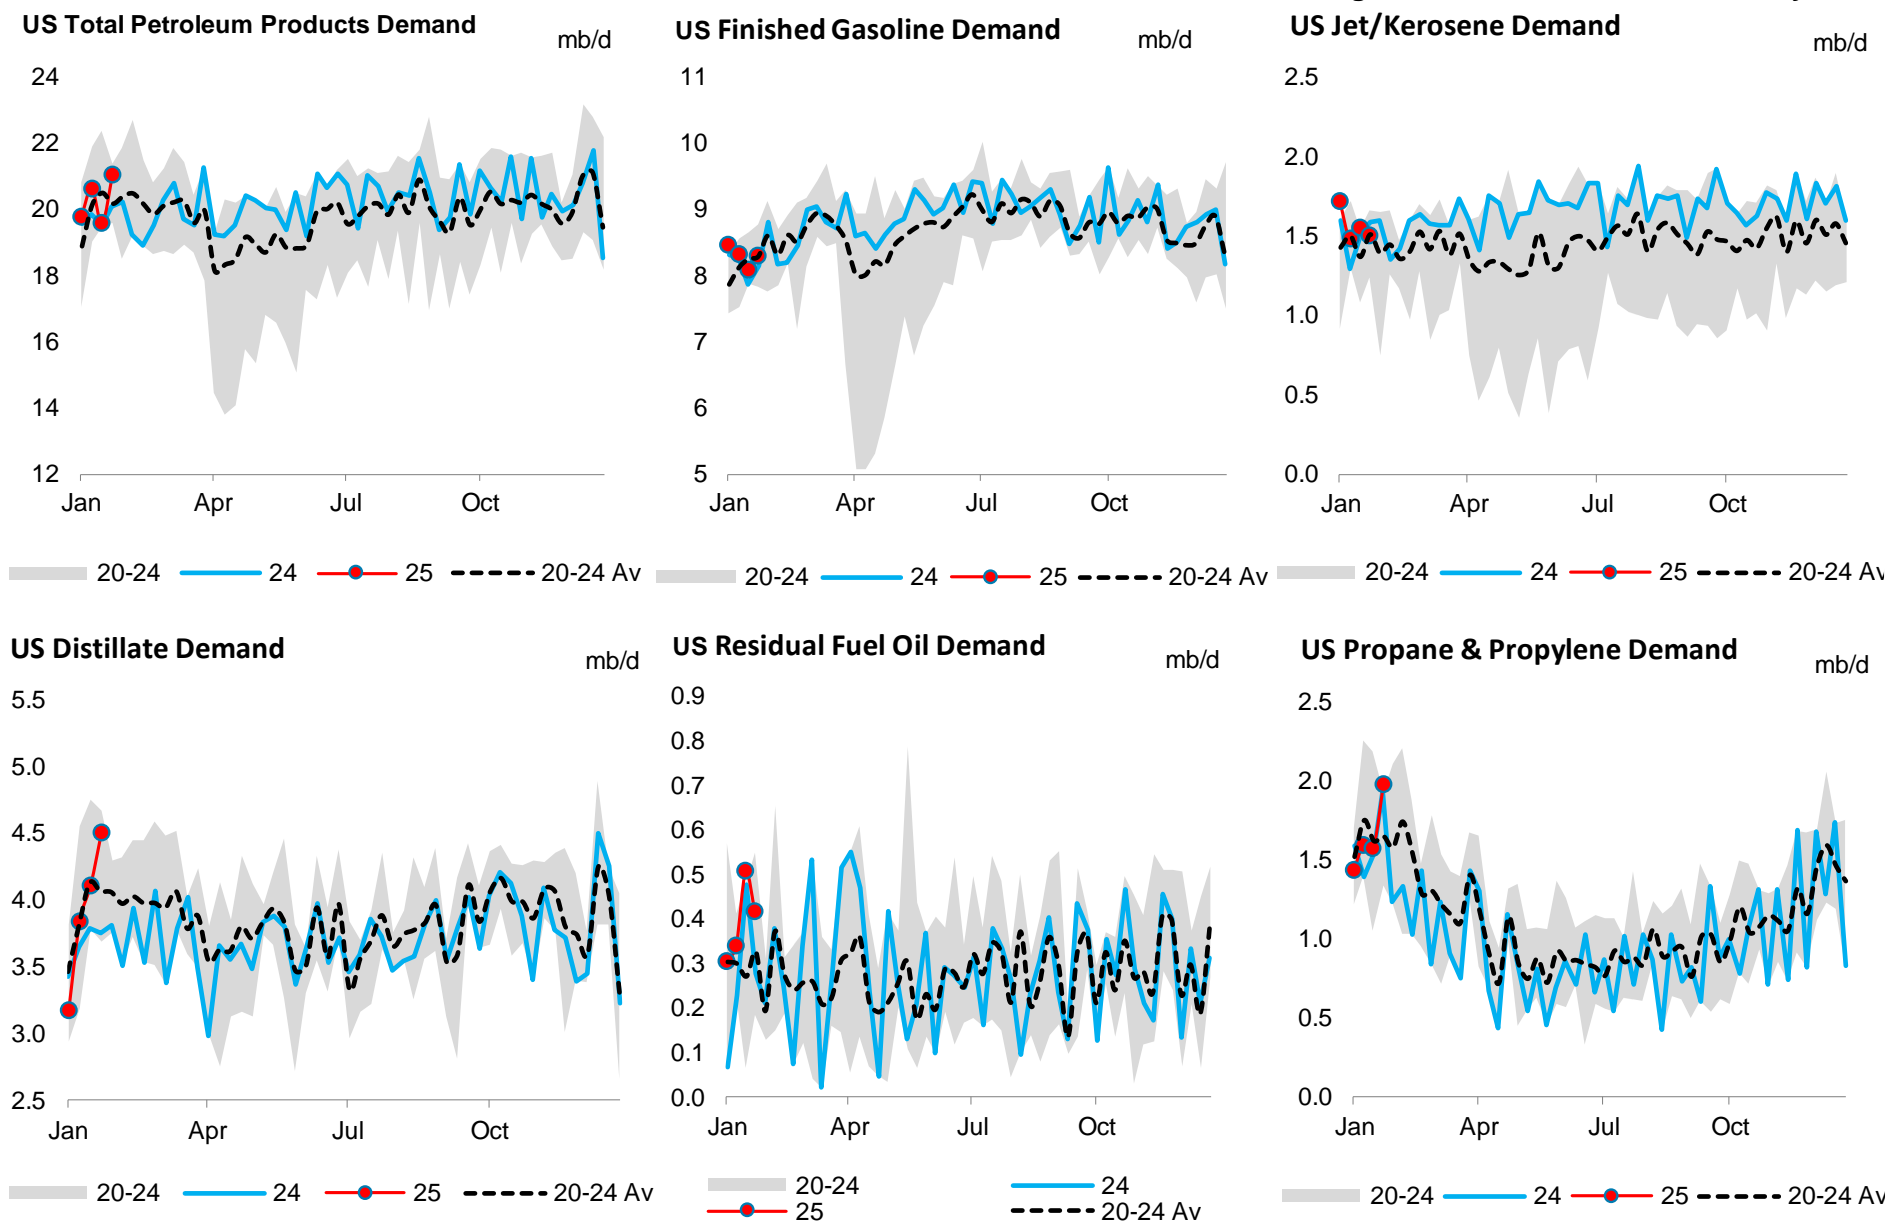 US Total Petroleum Products Demand
mb/d
24
22
20
18
16
14
12
Jan Apr Jul Oct
20-24 24 25 20-24 Av
US Finished Gasoline Demand
mb/d
11
10
9
8
7
6
5
Jan Apr Jul Oct
20-24 24 25 20-24 Av
US Jet/Kerosene Demand
mb/d
2.5
2.0
1.5
1.0
0.5
0.0
Jan Apr Jul Oct
20-24 24 25 20-24 Av
US Distillate Demand
mb/d
5.5
5.0
4.5
4.0
3.5
3.0
2.5
Jan Apr Jul Oct
20-24 24 25 20-24 Av
US Residual Fuel Oil Demand
mb/d
0.9
0.8
0.7
0.6
0.5
0.4
0.3
0.2
0.1
0.0
Jan Apr Jul Oct
20-24 24
25 20-24 Av
US Propane & Propylene Demand
mb/d
2.5
2.0
1.5
1.0
0.5
0.0
Jan Apr Jul Oct
20-24 24 25 20-24 Av